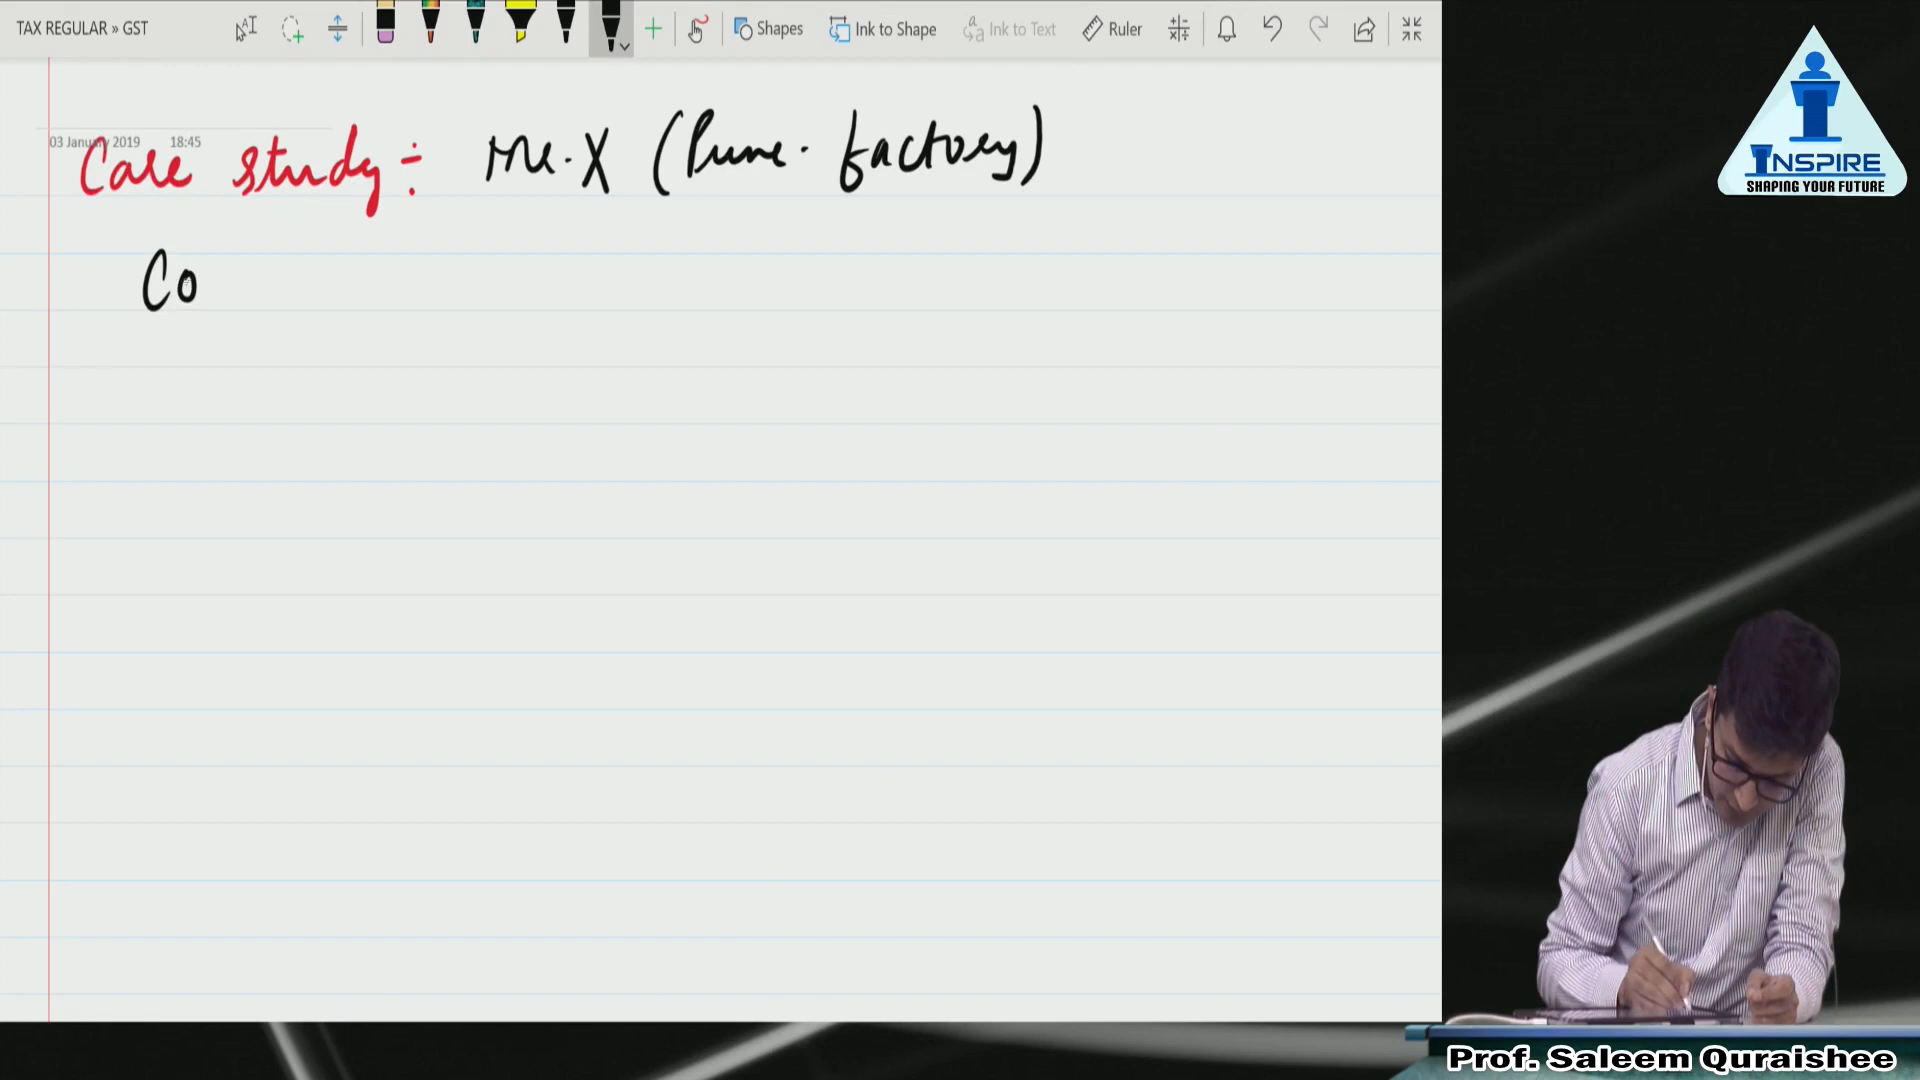 TAX REGULAR » GST
Shapes
Ink to Shape
Ink to Text
Ruler
03 January 2019 18:45
Case study ÷ Mr. X (Pune. factory)
Co
INSPIRE
SHAPING YOUR FUTURE
Prof. Saleem Quraishee